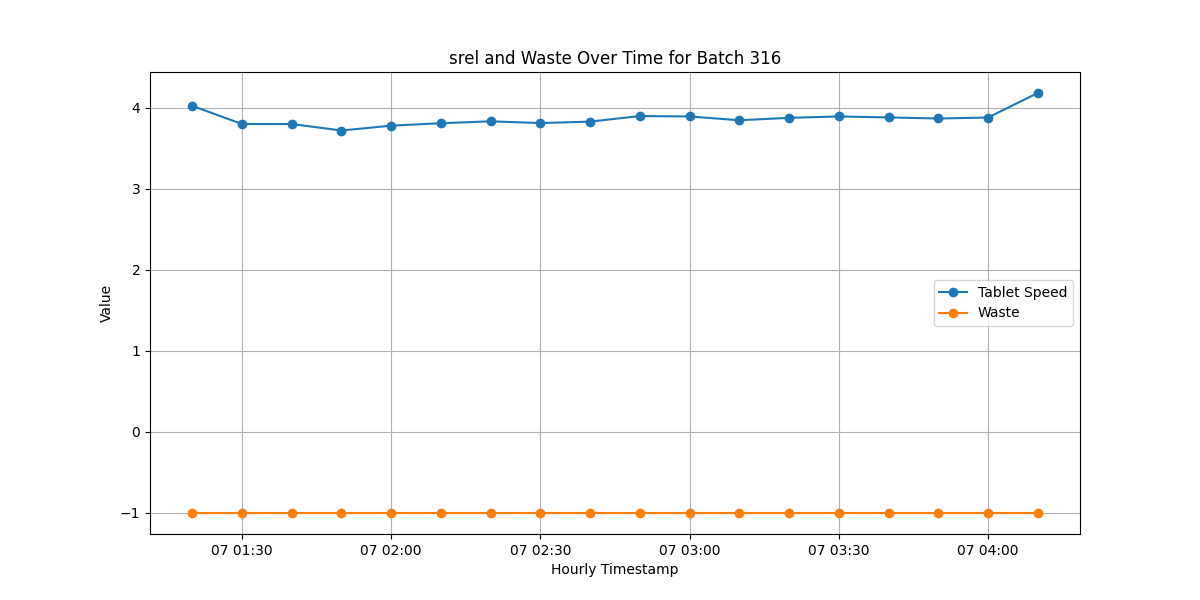 srel and Waste Over Time for Batch 316
4
3
2
1
0
−1
Value
Tablet Speed
Waste
07 01:30 07 02:00 07 02:30 07 03:00 07 03:30 07 04:00
Hourly Timestamp